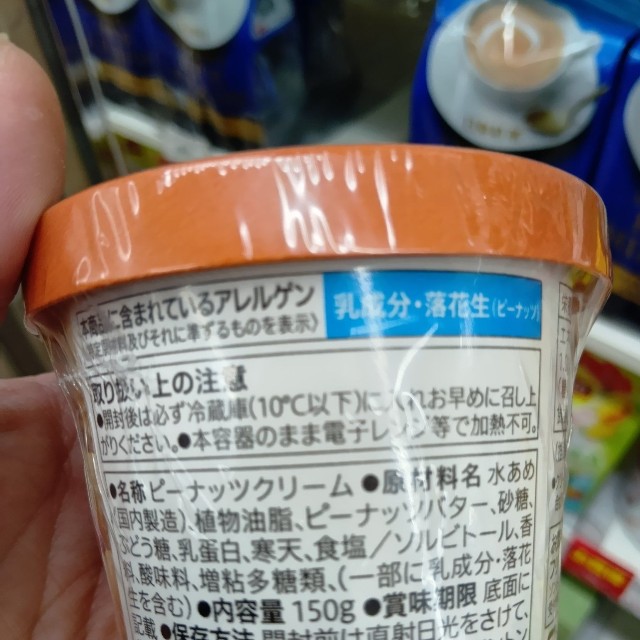 本商品に含まれているアレルゲン
(特定原材料及びそれに準ずるものを表示)
乳成分・落花生(ピーナッツ)
取り扱い上の注意
●開封後は必ず冷蔵庫(10℃以下)に入れお早めに召し上
がりください。●本容器のまま電子レンジ等で加熱不可。
●名称 ピーナッツクリーム ●原材料名 水あめ
(国内製造)、植物油脂、ピーナッツバター、砂糖、
ぶどう糖、乳蛋白、寒天、食塩/ソルビトール、香
料、酸味料、増粘多糖類、(一部に乳成分・落花
生を含む) ●内容量 150g ●賞味期限 底面に
記載 ●保存方法 開封前は直射日光をさけて、